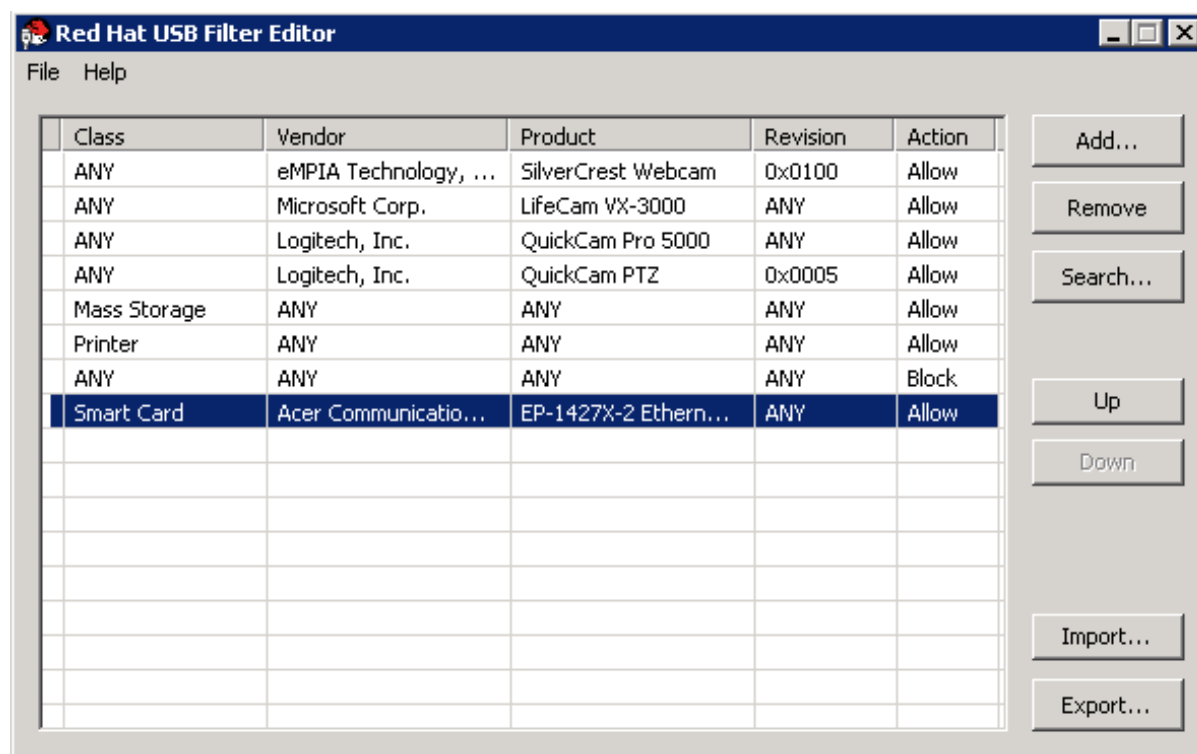 Red Hat USB Filter Editor
File Help
Class Vendor Product Revision Action
ANY eMPIA Technology, ... SilverCrest Webcam 0x0100 Allow
ANY Microsoft Corp. LifeCam VX-3000 ANY Allow
ANY Logitech, Inc. QuickCam Pro 5000 ANY Allow
ANY Logitech, Inc. QuickCam PTZ 0x0005 Allow
Mass Storage ANY ANY ANY Allow
Printer ANY ANY ANY Allow
ANY ANY ANY ANY Block
Smart Card Acer Communicatio... EP-1427X-2 Ethern... ANY Allow
Add...
Remove
Search...
Up
Down
Import...
Export...